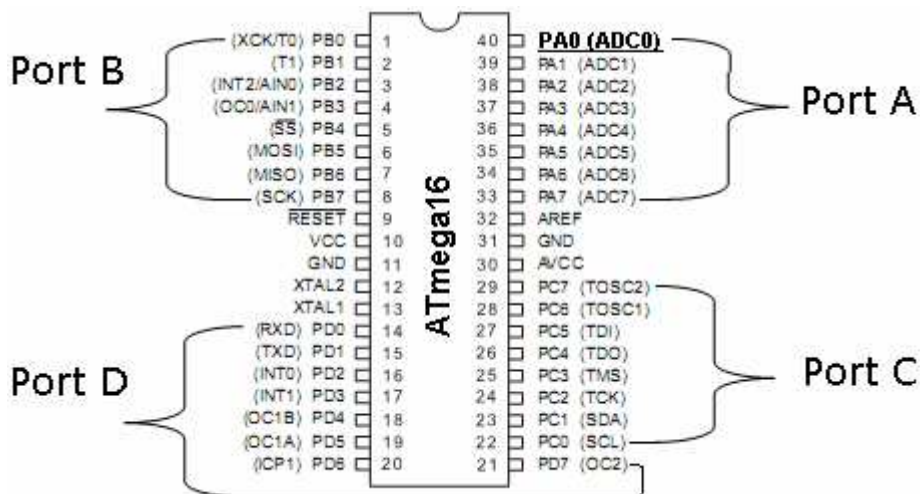 Port B
(XCK/T0) PB0 1
(T1) PB1 2
(INT2/AIN0) PB2 3
(OC0/AIN1) PB3 4
(SS) PB4 5
(MOSI) PB5 6
(MISO) PB6 7
(SCK) PB7 8
RESET 9
VCC 10
GND 11
XTAL2 12
XTAL1 13
Port D
(RXD) PD0 14
(TXD) PD1 15
(INT0) PD2 16
(INT1) PD3 17
(OC1B) PD4 18
(OC1A) PD5 19
(ICP1) PD6 20
ATmega16
40 PA0 (ADC0)
39 PA1 (ADC1)
38 PA2 (ADC2)
37 PA3 (ADC3)
36 PA4 (ADC4)
35 PA5 (ADC5)
34 PA6 (ADC6)
33 PA7 (ADC7)
Port A
32 AREF
31 GND
30 AVCC
29 PC7 (TOSC2)
28 PC6 (TOSC1)
27 PC5 (TDI)
26 PC4 (TDO)
25 PC3 (TMS)
24 PC2 (TCK)
23 PC1 (SDA)
22 PC0 (SCL)
Port C
21 PD7 (OC2)